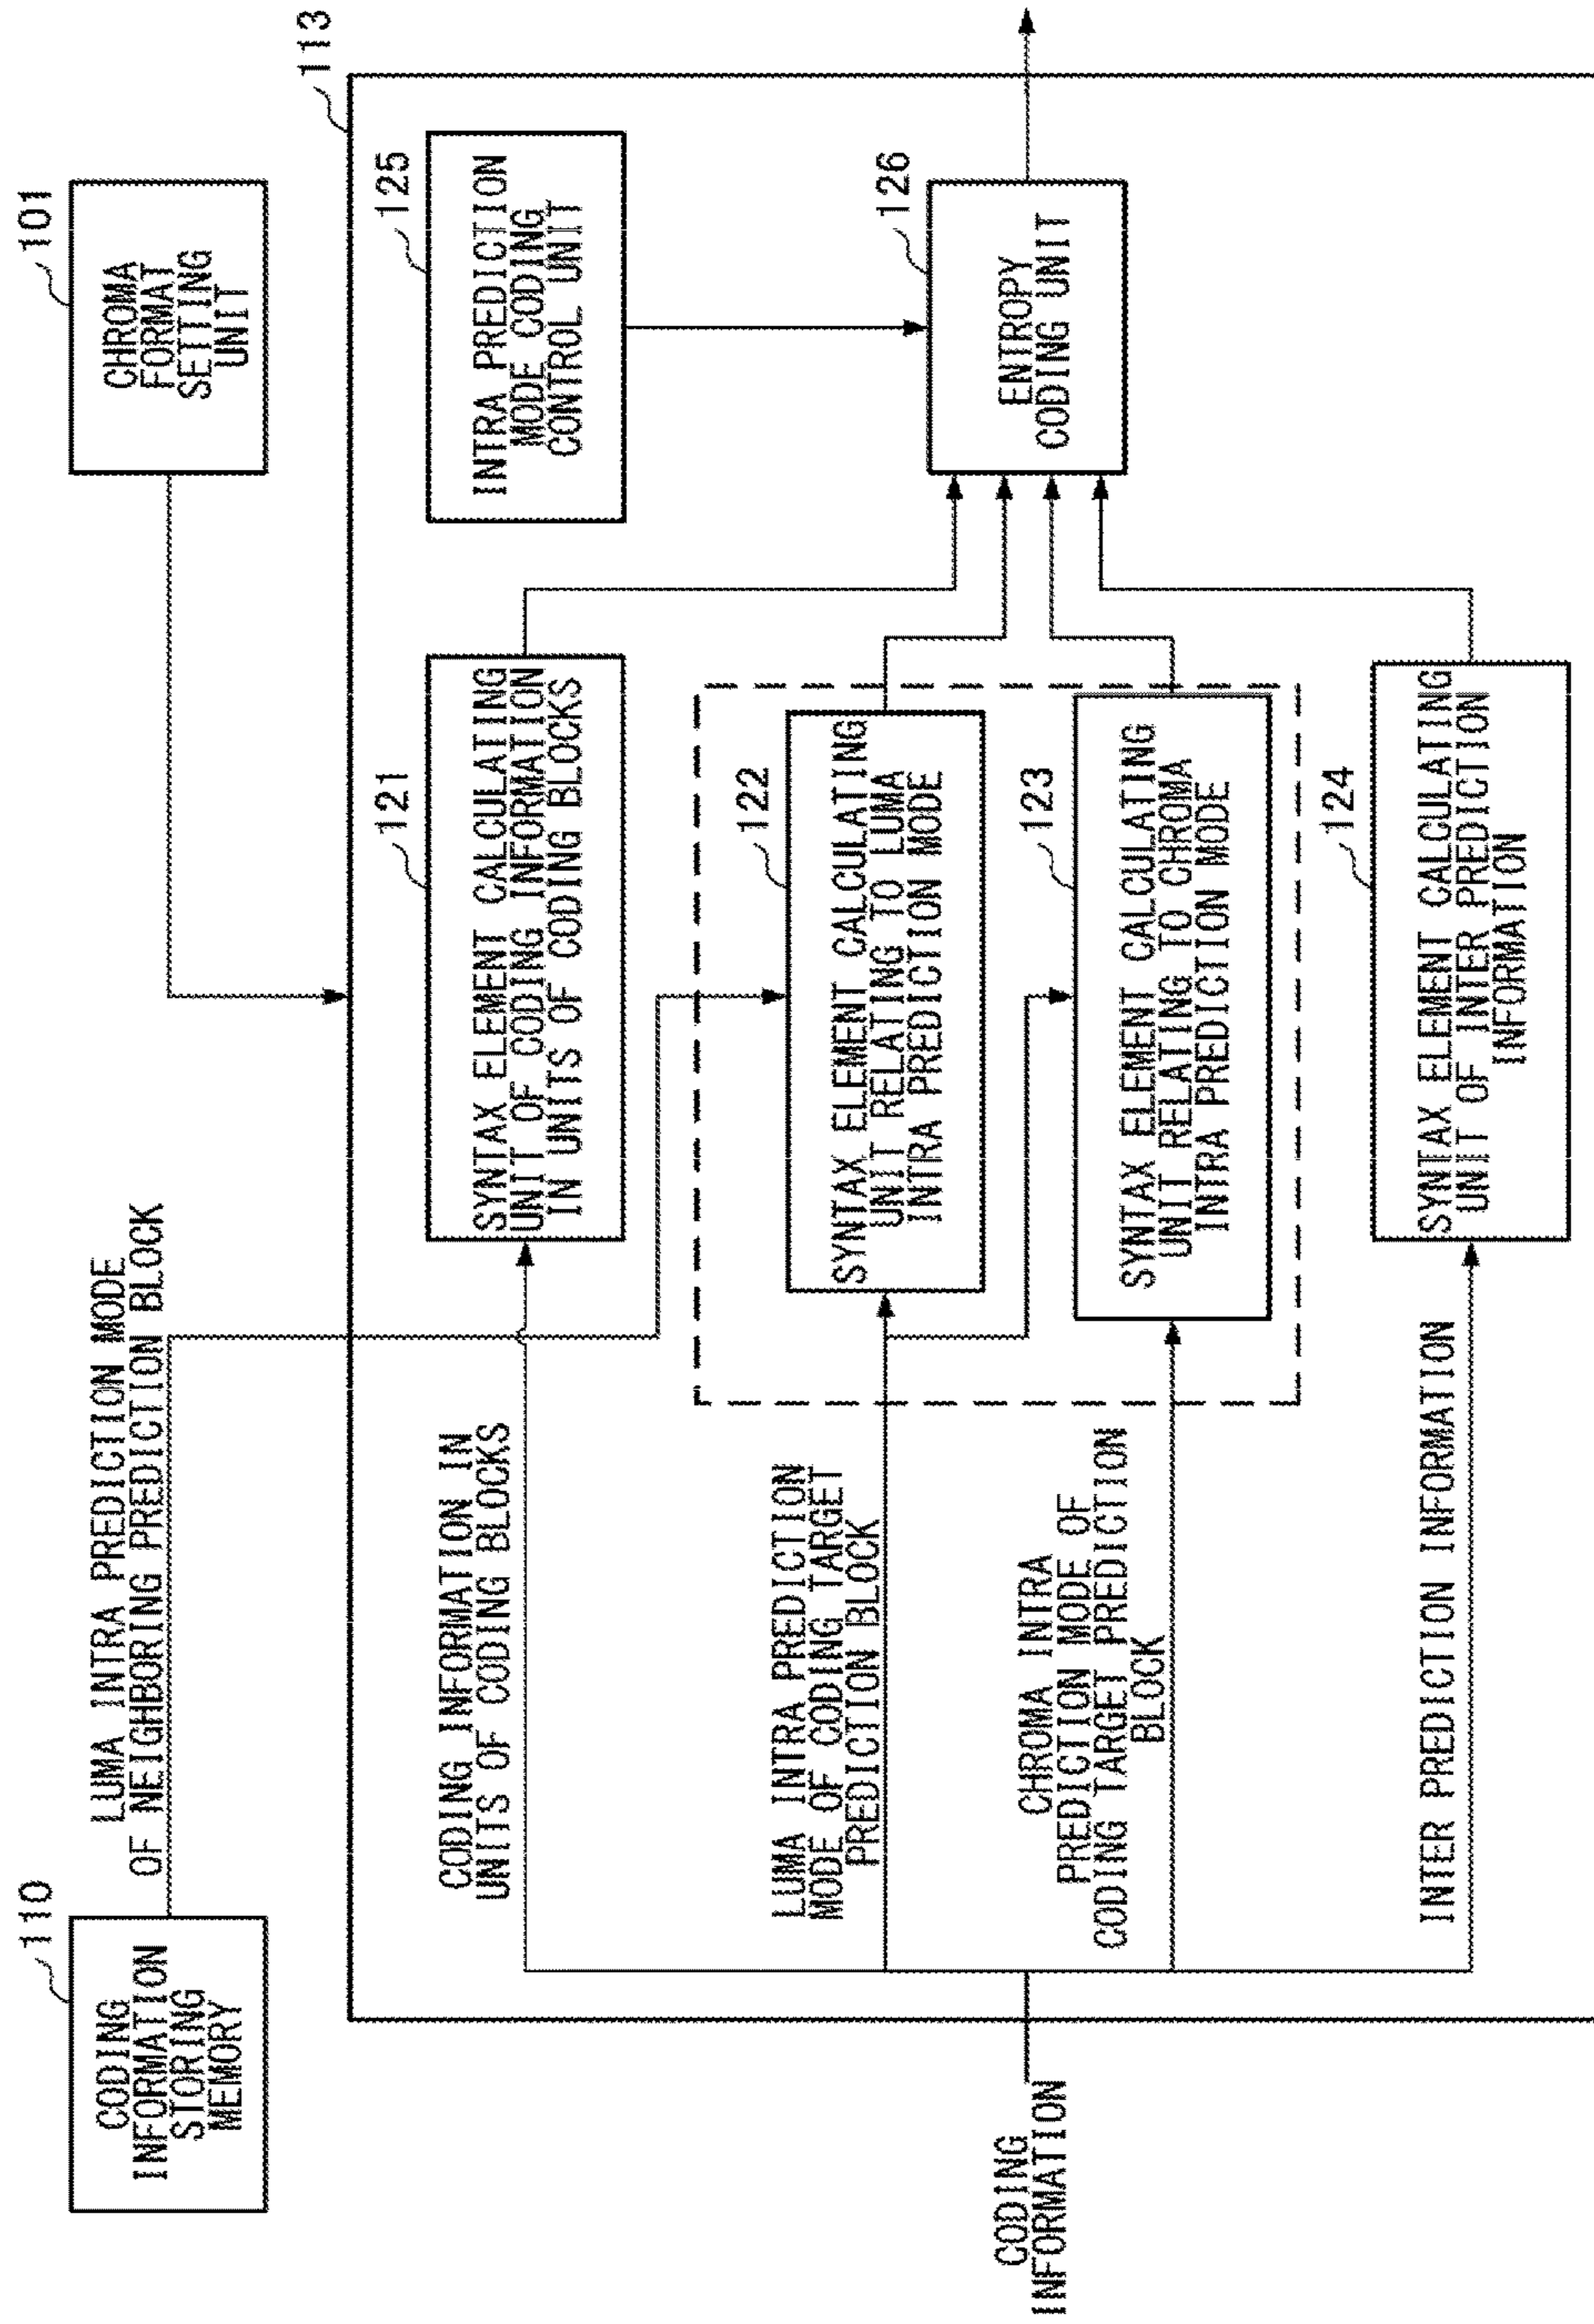 110
CODING
INFORMATION
STORING
MEMORY
LUMA INTRA PREDICTION MODE
OF NEIGHBORING PREDICTION BLOCK
101
CHROMA
FORMAT
SETTING
UNIT
113
CODING
INFORMATION
CODING INFORMATION IN
UNITS OF CODING BLOCKS
121
SYNTAX ELEMENT CALCULATING
UNIT OF CODING INFORMATION
IN UNITS OF CODING BLOCKS
125
INTRA PREDICTION
MODE CODING
CONTROL UNIT
LUMA INTRA PREDICTION
MODE OF CODING TARGET
PREDICTION BLOCK
122
SYNTAX ELEMENT CALCULATING
UNIT RELATING TO LUMA
INTRA PREDICTION MODE
126
ENTROPY
CODING UNIT
CHROMA INTRA
PREDICTION MODE OF
CODING TARGET PREDICTION
BLOCK
123
SYNTAX ELEMENT CALCULATING
UNIT RELATING TO CHROMA
INTRA PREDICTION MODE
INTER PREDICTION INFORMATION
124
SYNTAX ELEMENT CALCULATING
UNIT OF INTER PREDICTION
INFORMATION